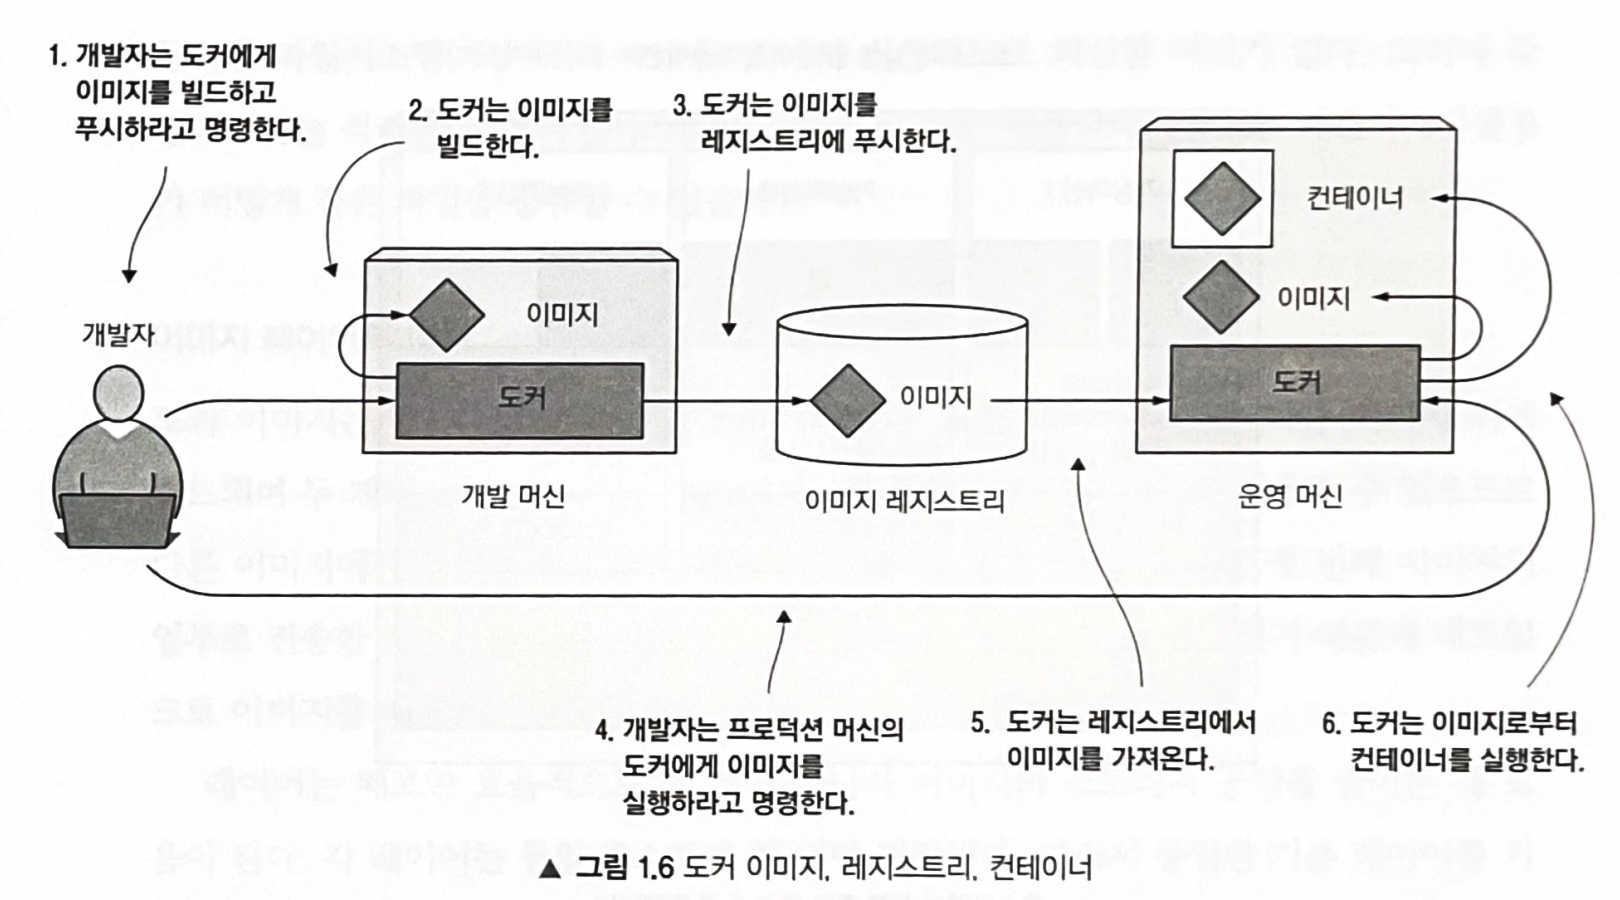 1. 개발자는 도커에게
이미지를 빌드하고
푸시하라고 명령한다.
2. 도커는 이미지를
빌드한다.
3. 도커는 이미지를
레지스트리에 푸시한다.
컨테이너
이미지
도커
운영 머신
개발자
이미지
도커
개발 머신
이미지
이미지 레지스트리
4. 개발자는 프로덕션 머신의
도커에게 이미지를
실행하라고 명령한다.
5. 도커는 레지스트리에서
이미지를 가져온다.
6. 도커는 이미지로부터
컨테이너를 실행한다.
▲ 그림 1.6 도커 이미지, 레지스트리, 컨테이너